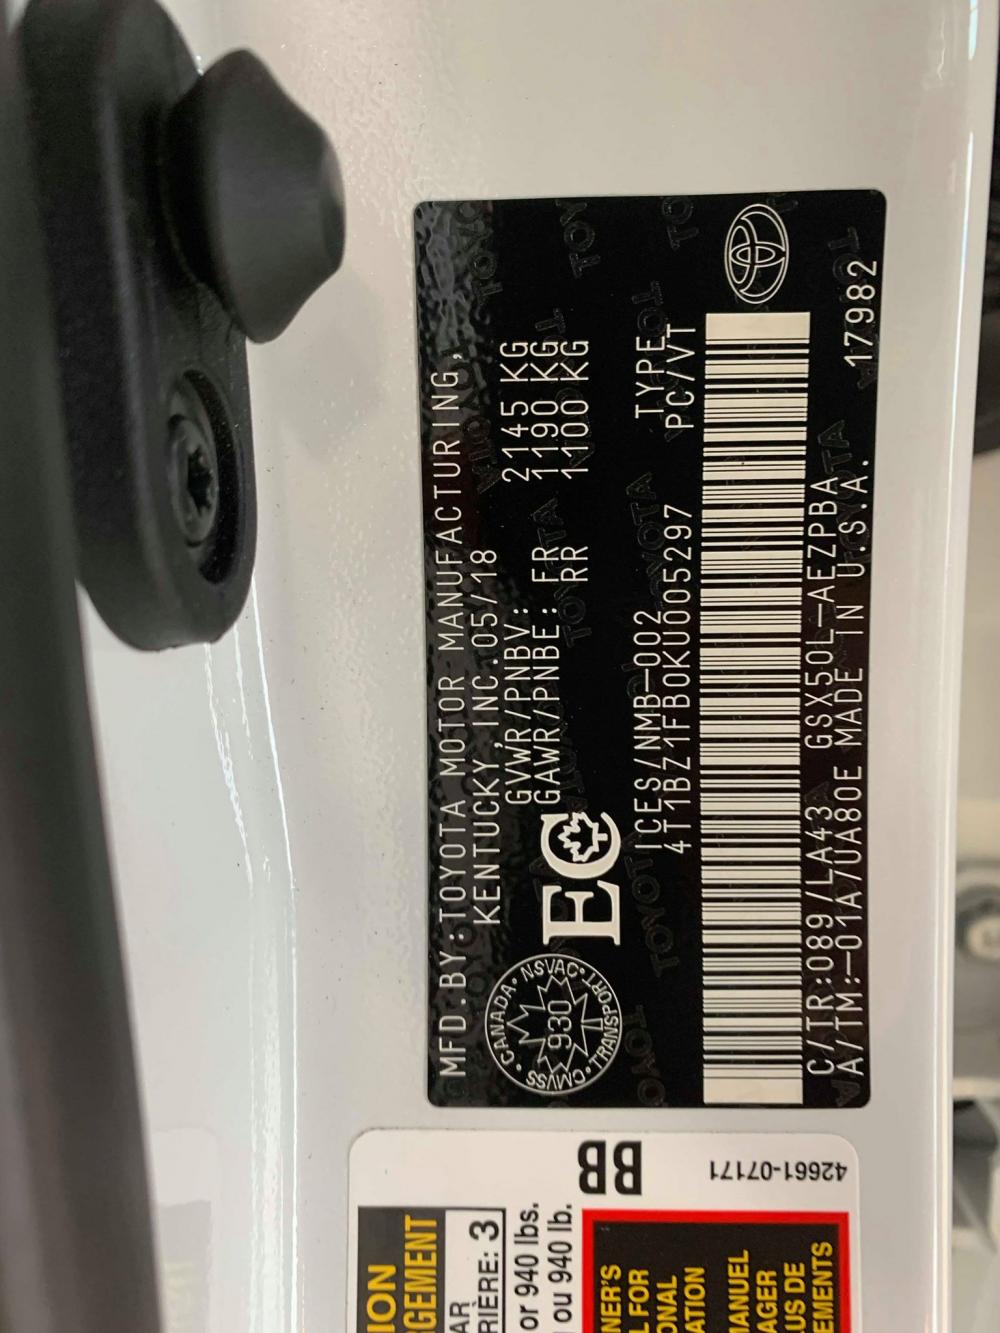 MFD.BY:TOYOTA MOTOR MANUFACTURING,
KENTUCKY, INC.05/18
GVWR/PNBV: 2145 KG
GAWR/PNBE: FR 1190 KG
RR 1100 KG
CANADA • NSVAC • TRANSPORT • CMVSS •
930
EC
ICES/NMB-002 TYPE
4T1BZ1FB0KU005297 PC/VT
C/TR:089/LA43 GSX50L-AEZPBA
A/TM:-01A/UA80E MADE IN U.S.A. 17982
BB
42661-07171
ION
RGEMENT
AR
RIÈRE: 3
or 940 lbs.
ou 940 lb.
NER'S
L FOR
ONAL
ATION
MANUEL
AGER
US DE
EMENTS